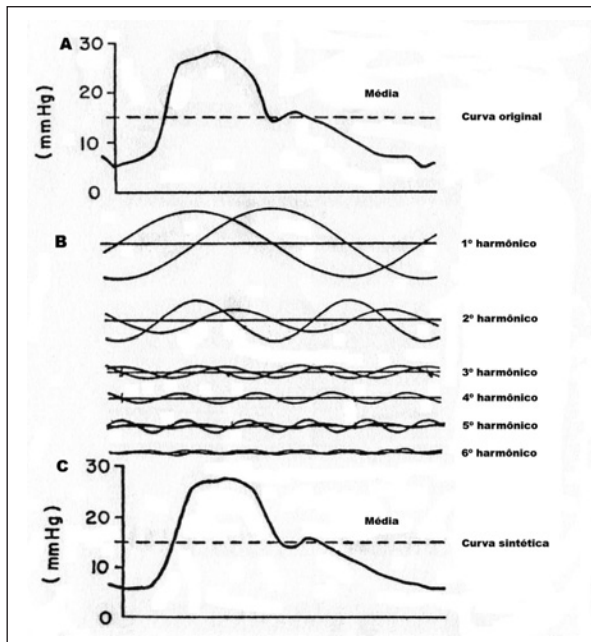 A
30
20
10
0
(mmHg)
Média
Curva original
B
1º harmônico
2º harmônico
3º harmônico
4º harmônico
5º harmônico
6º harmônico
C
30
20
10
0
(mmHg)
Média
Curva sintética